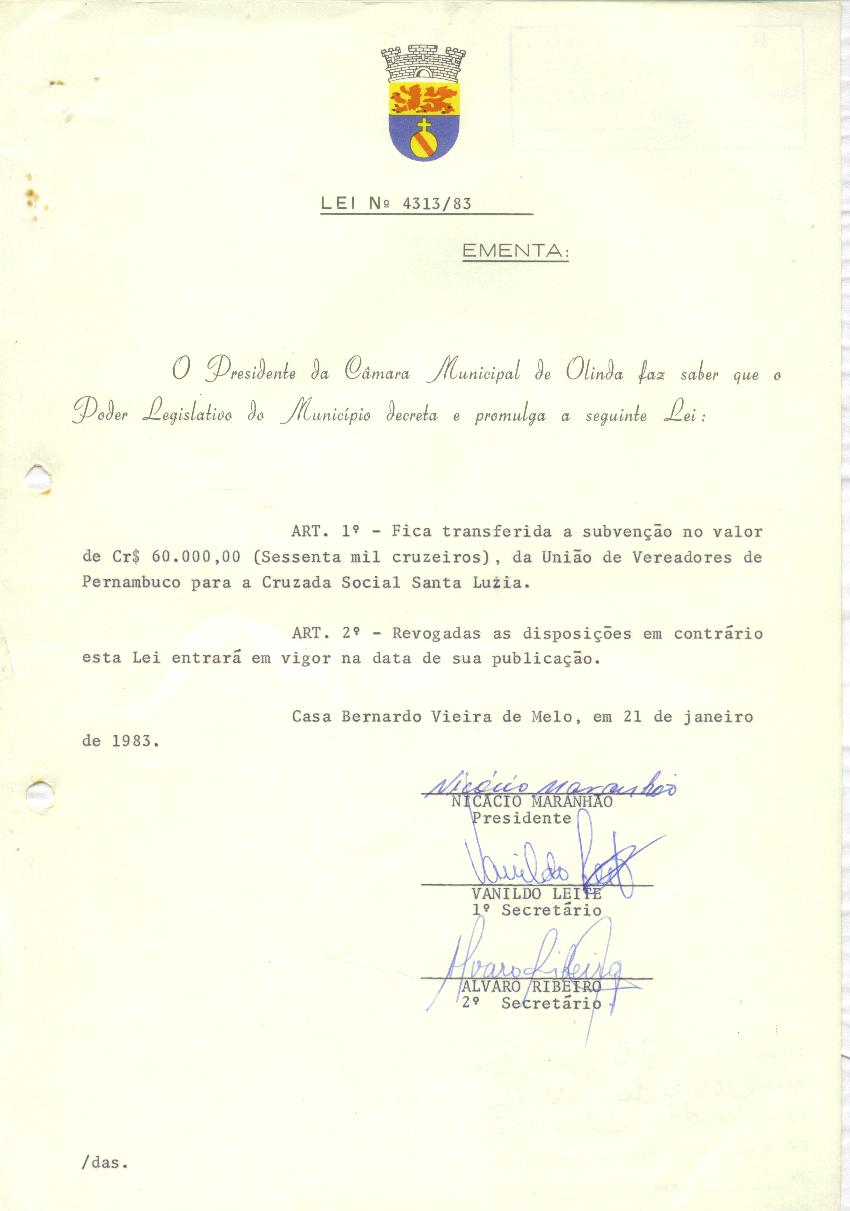 LEI Nº 4313/83
EMENTA:
O Presidente da Câmara Municipal de Olinda faz saber que o
Poder Legislativo do Município decreta e promulga a seguinte Lei:
ART. 1º - Fica transferida a subvenção no valor
de Cr$ 60.000,00 (Sessenta mil cruzeiros), da União de Vereadores de
Pernambuco para a Cruzada Social Santa Luzia.
ART. 2º - Revogadas as disposições em contrário
esta Lei entrará em vigor na data de sua publicação.
Casa Bernardo Vieira de Melo, em 21 de janeiro
de 1983.
Nicácio Maranhão
NICÁCIO MARANHÃO
Presidente
Vanildo Leite
VANILDO LEITE
1º Secretário
Alvaro Ribeiro
ALVARO RIBEIRO
2º Secretário
/das.